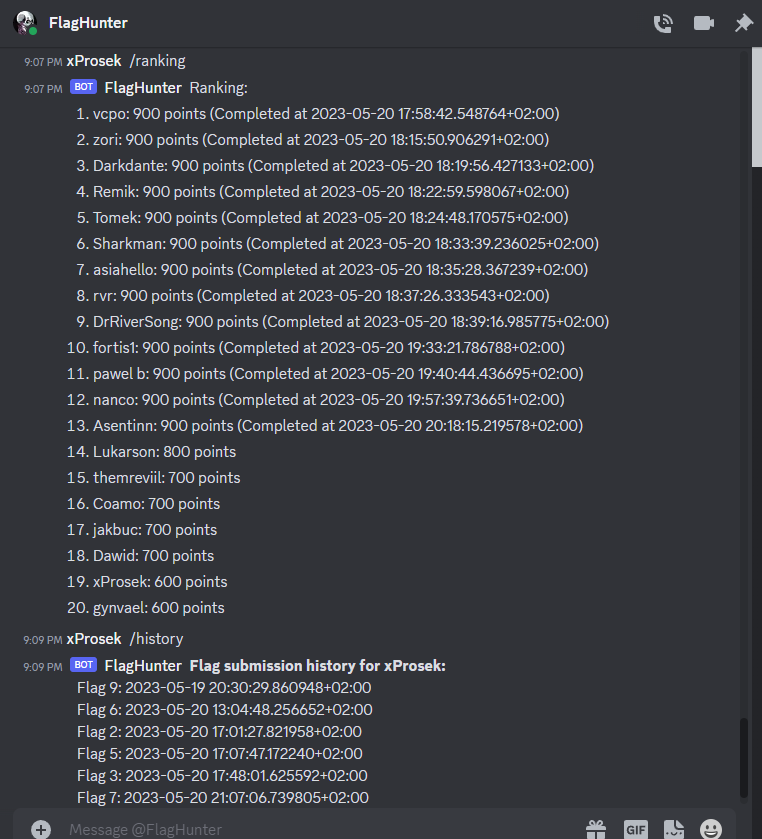 FlagHunter
9:07 PM xProsek /ranking
9:07 PM BOT FlagHunter Ranking:
1. vcpo: 900 points (Completed at 2023-05-20 17:58:42.548764+02:00)
2. zori: 900 points (Completed at 2023-05-20 18:15:50.906291+02:00)
3. Darkdante: 900 points (Completed at 2023-05-20 18:19:56.427133+02:00)
4. Remik: 900 points (Completed at 2023-05-20 18:22:59.598067+02:00)
5. Tomek: 900 points (Completed at 2023-05-20 18:24:48.170575+02:00)
6. Sharkman: 900 points (Completed at 2023-05-20 18:33:39.236025+02:00)
7. asiahello: 900 points (Completed at 2023-05-20 18:35:28.367239+02:00)
8. rvr: 900 points (Completed at 2023-05-20 18:37:26.333543+02:00)
9. DrRiverSong: 900 points (Completed at 2023-05-20 18:39:16.985775+02:00)
10. fortis1: 900 points (Completed at 2023-05-20 19:33:21.786788+02:00)
11. pawel b: 900 points (Completed at 2023-05-20 19:40:44.436695+02:00)
12. nanco: 900 points (Completed at 2023-05-20 19:57:39.736651+02:00)
13. Asentinn: 900 points (Completed at 2023-05-20 20:18:15.219578+02:00)
14. Lukarson: 800 points
15. themreviil: 700 points
16. Coamo: 700 points
17. jakbuc: 700 points
18. Dawid: 700 points
19. xProsek: 600 points
20. gynvael: 600 points
9:09 PM xProsek /history
9:09 PM BOT FlagHunter Flag submission history for xProsek:
Flag 9: 2023-05-19 20:30:29.860948+02:00
Flag 6: 2023-05-20 13:04:48.256652+02:00
Flag 2: 2023-05-20 17:01:27.821958+02:00
Flag 5: 2023-05-20 17:07:47.172240+02:00
Flag 3: 2023-05-20 17:48:01.625592+02:00
Flag 7: 2023-05-20 21:07:06.739805+02:00
Message @FlagHunter
GIF